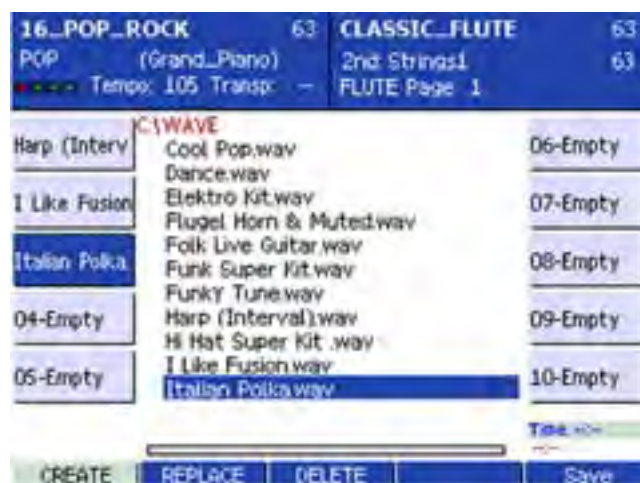 16_POP_ROCK 63 CLASSIC_FLUTE 63
POP (Grand_Piano) 2nd Strings1 63
Tempo: 105 Transp: -- FLUTE Page 1
C:\WAVE
Harp (Interv
I Like Fusion
Italian Polka
04-Empty
05-Empty
Cool Pop.wav
Dance.wav
Elektro Kit.wav
Flugel Horn & Muted.wav
Folk Live Guitar.wav
Funk Super Kit.wav
Funky Tune.wav
Harp (Interval).wav
Hi Hat Super Kit .wav
I Like Fusion.wav
Italian Polka.wav
06-Empty
07-Empty
08-Empty
09-Empty
10-Empty
Time --:--
--:--
CREATE REPLACE DELETE Save